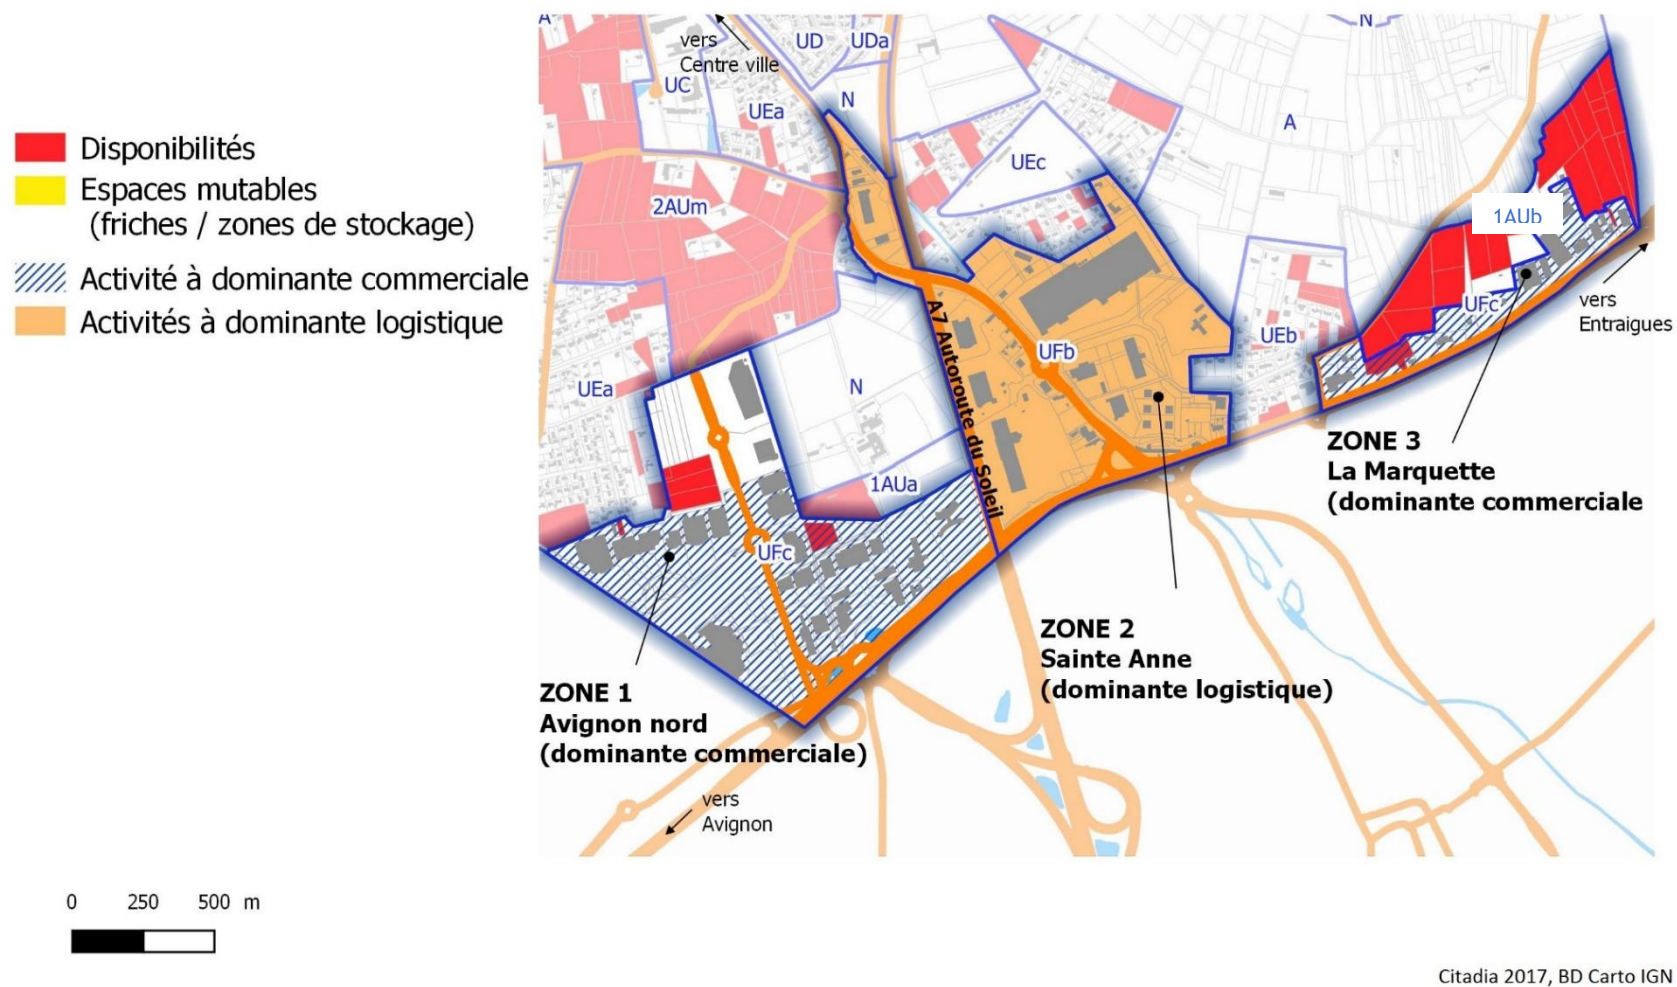 Disponibilités
Espaces mutables
(friches / zones de stockage)
Activité à dominante commerciale
Activités à dominante logistique
A
vers
Centre ville
UD
UDa
N
UC
UEa
N
A
UEc
2AUm
1AUb
UFc
vers
Entraigues
UEb
UFb
A7 Autoroute du Soleil
UEa
N
1AUa
UFc
ZONE 3
La Marquette
(dominante commerciale
ZONE 2
Sainte Anne
(dominante logistique)
ZONE 1
Avignon nord
(dominante commerciale)
vers
Avignon
0 250 500 m
Citadia 2017, BD Carto IGN